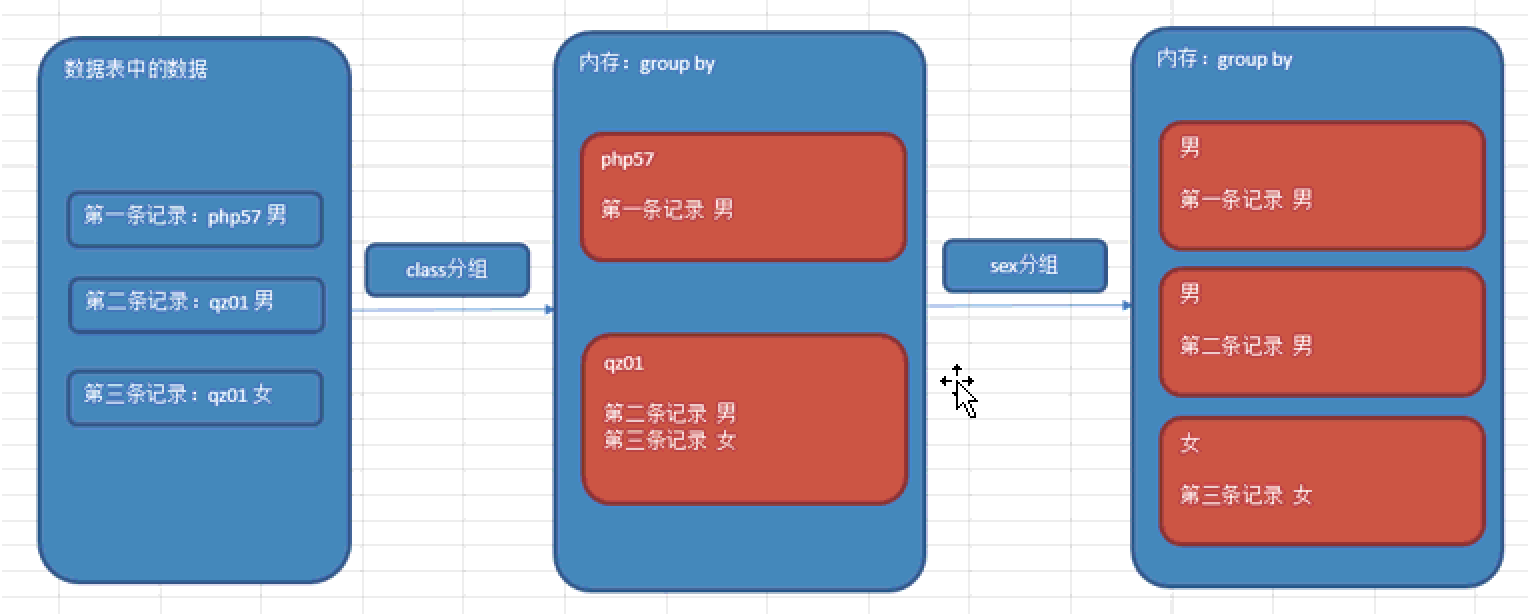 数据表中的数据
第一条记录：php57 男
第二条记录：qz01 男
第三条记录：qz01 女
class分组
内存：group by
php57
第一条记录 男
qz01
第二条记录 男
第三条记录 女
sex分组
内存：group by
男
第一条记录 男
男
第二条记录 男
女
第三条记录 女